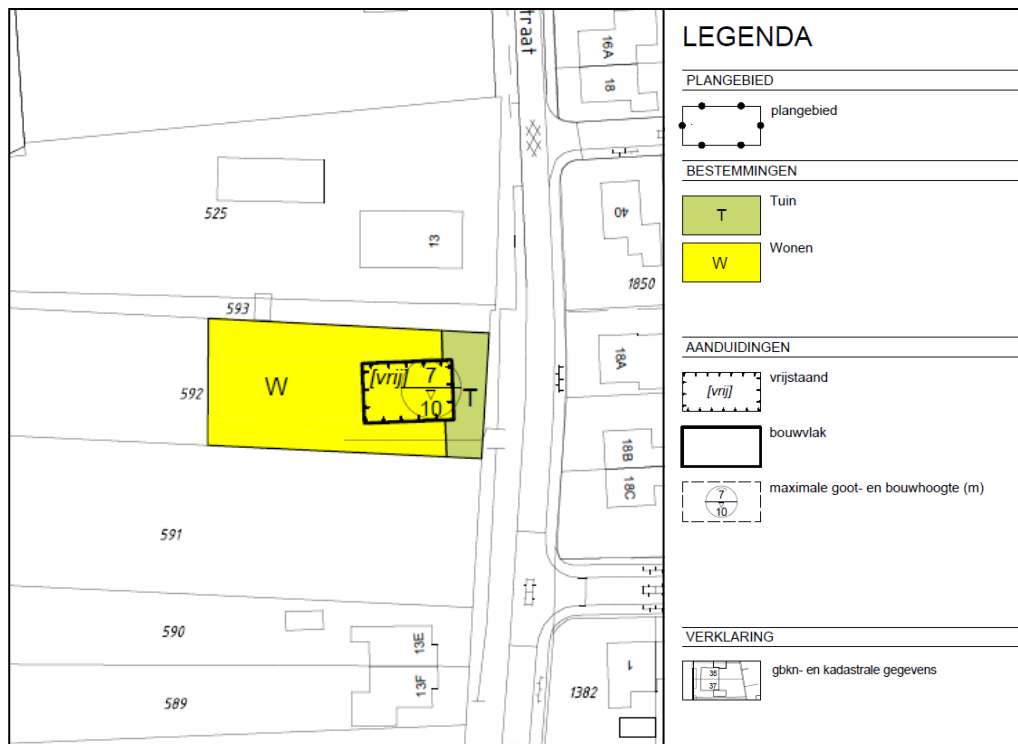 traat
16A
18
525
13
40
1850
593
18A
592
W
[vrij]
7
10
T
18B
18C
591
590
13E
13F
589
1
1382
LEGENDA
PLANGEBIED
plangebied
BESTEMMINGEN
T
Tuin
W
Wonen
AANDUIDINGEN
[vrij]
vrijstaand
bouwvlak
7
10
maximale goot- en bouwhoogte (m)
VERKLARING
35
37
gbkn- en kadastrale gegevens